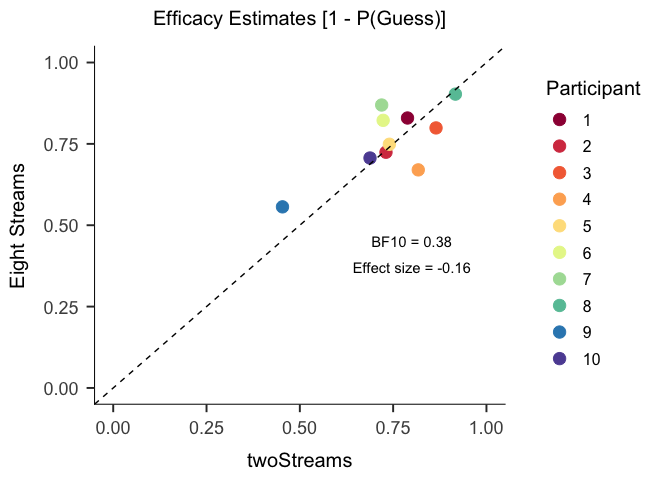 Efficacy Estimates [1 - P(Guess)]
Eight Streams
1.00
0.75
0.50
0.25
0.00
BF10 = 0.38
Effect size = -0.16
0.00 0.25 0.50 0.75 1.00
twoStreams
Participant
1
2
3
4
5
6
7
8
9
10